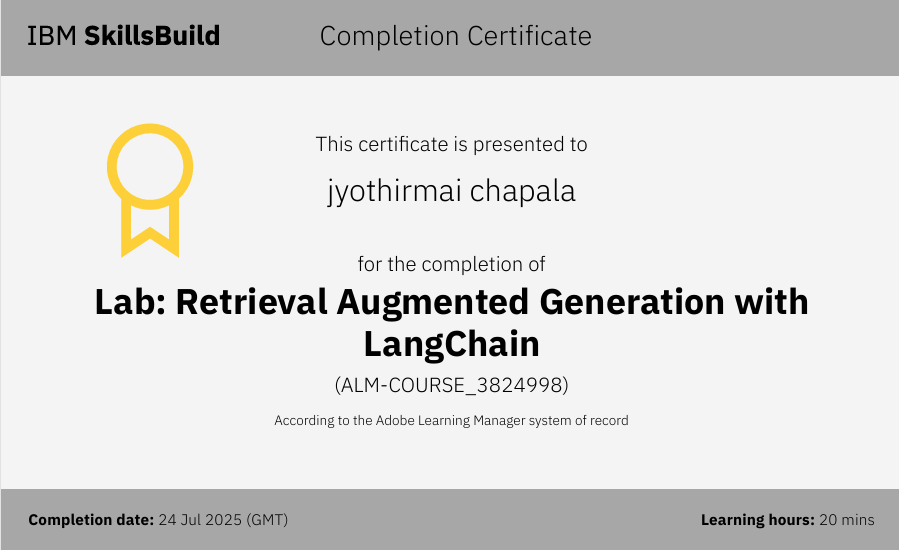 IBM SkillsBuild
Completion Certificate
This certificate is presented to
jyothirmai chapala
for the completion of
Lab: Retrieval Augmented Generation with
LangChain
(ALM-COURSE_3824998)
According to the Adobe Learning Manager system of record
Completion date: 24 Jul 2025 (GMT)
Learning hours: 20 mins